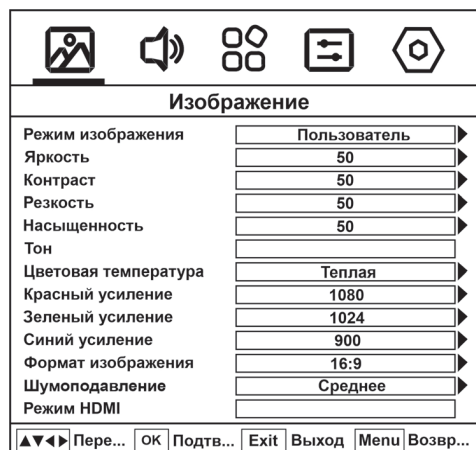 Изображение
Режим изображения Пользователь
Яркость 50
Контраст 50
Резкость 50
Насыщенность 50
Тон
Цветовая температура Теплая
Красный усиление 1080
Зеленый усиление 1024
Синий усиление 900
Формат изображения 16:9
Шумоподавление Среднее
Режим HDMI
Пере... OK Подтв... Exit Выход Menu Возвр...